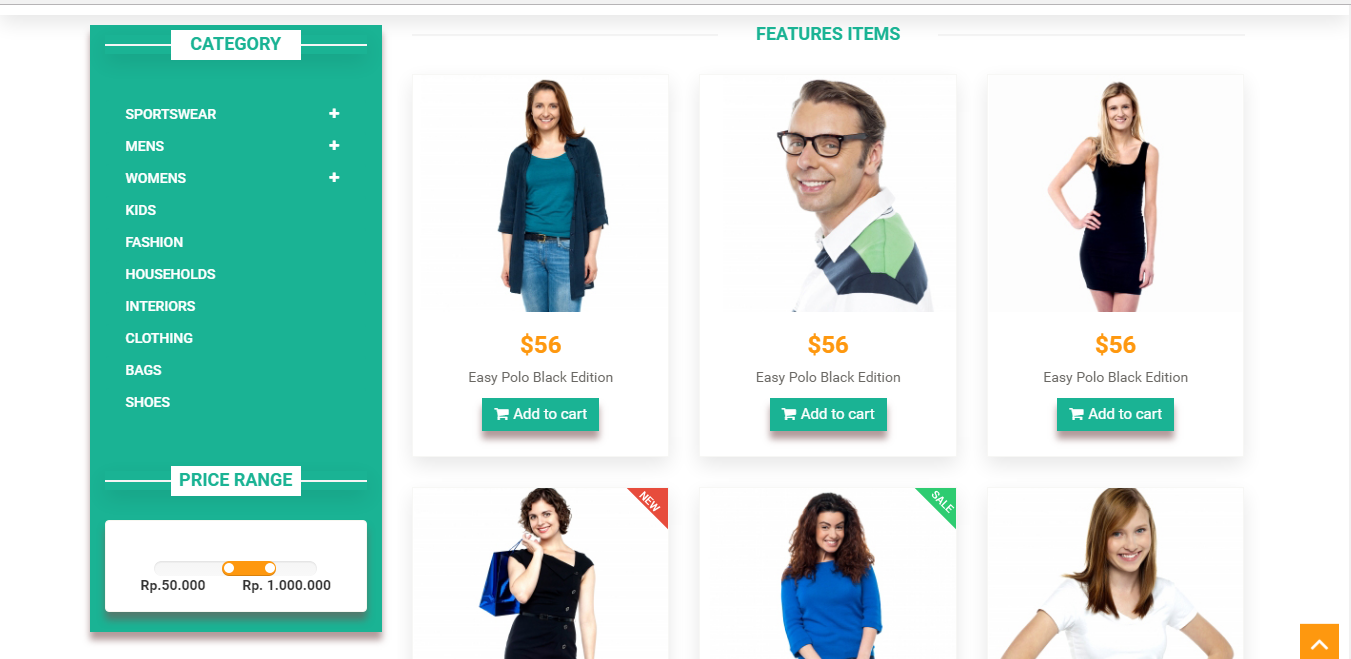 CATEGORY
SPORTSWEAR
MENS
WOMENS
KIDS
FASHION
HOUSEHOLDS
INTERIORS
CLOTHING
BAGS
SHOES
PRICE RANGE
Rp.50.000 Rp. 1.000.000
FEATURES ITEMS
$56 $56 $56
Easy Polo Black Edition Easy Polo Black Edition Easy Polo Black Edition
Add to cart Add to cart Add to cart
NEW SALE